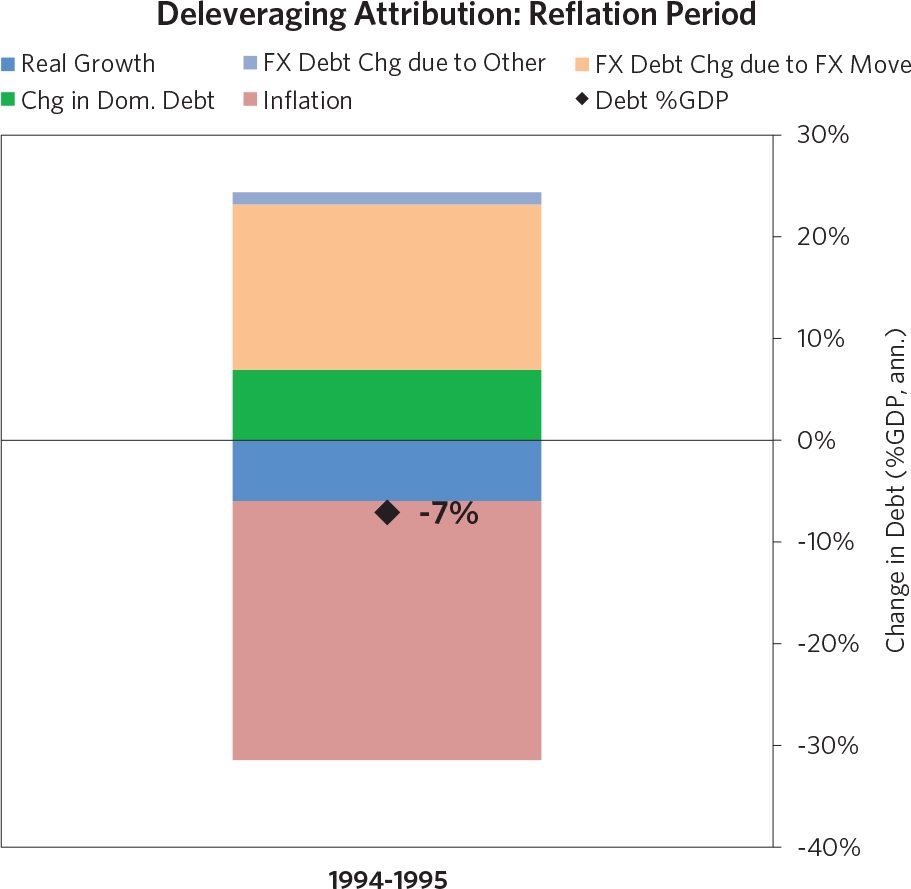 Deleveraging Attribution: Reflation Period
Real Growth
FX Debt Chg due to Other
FX Debt Chg due to FX Move
Chg in Dom. Debt
Inflation
Debt %GDP
30%
20%
10%
0%
-10%
-20%
-30%
-40%
Change in Debt (%GDP, ann.)
-7%
1994-1995